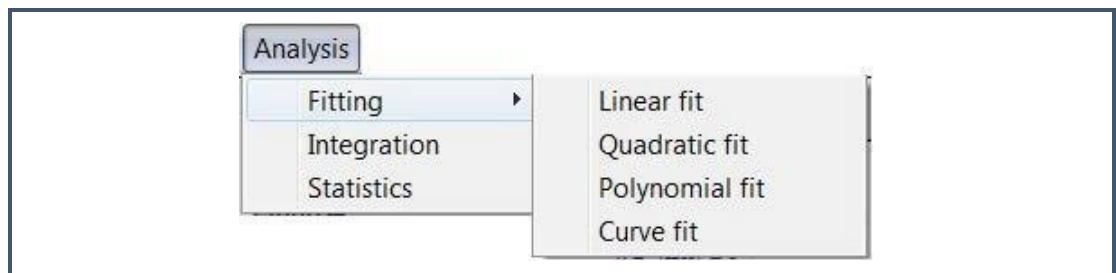 Analysis
Fitting
Integration
Statistics
Linear fit
Quadratic fit
Polynomial fit
Curve fit